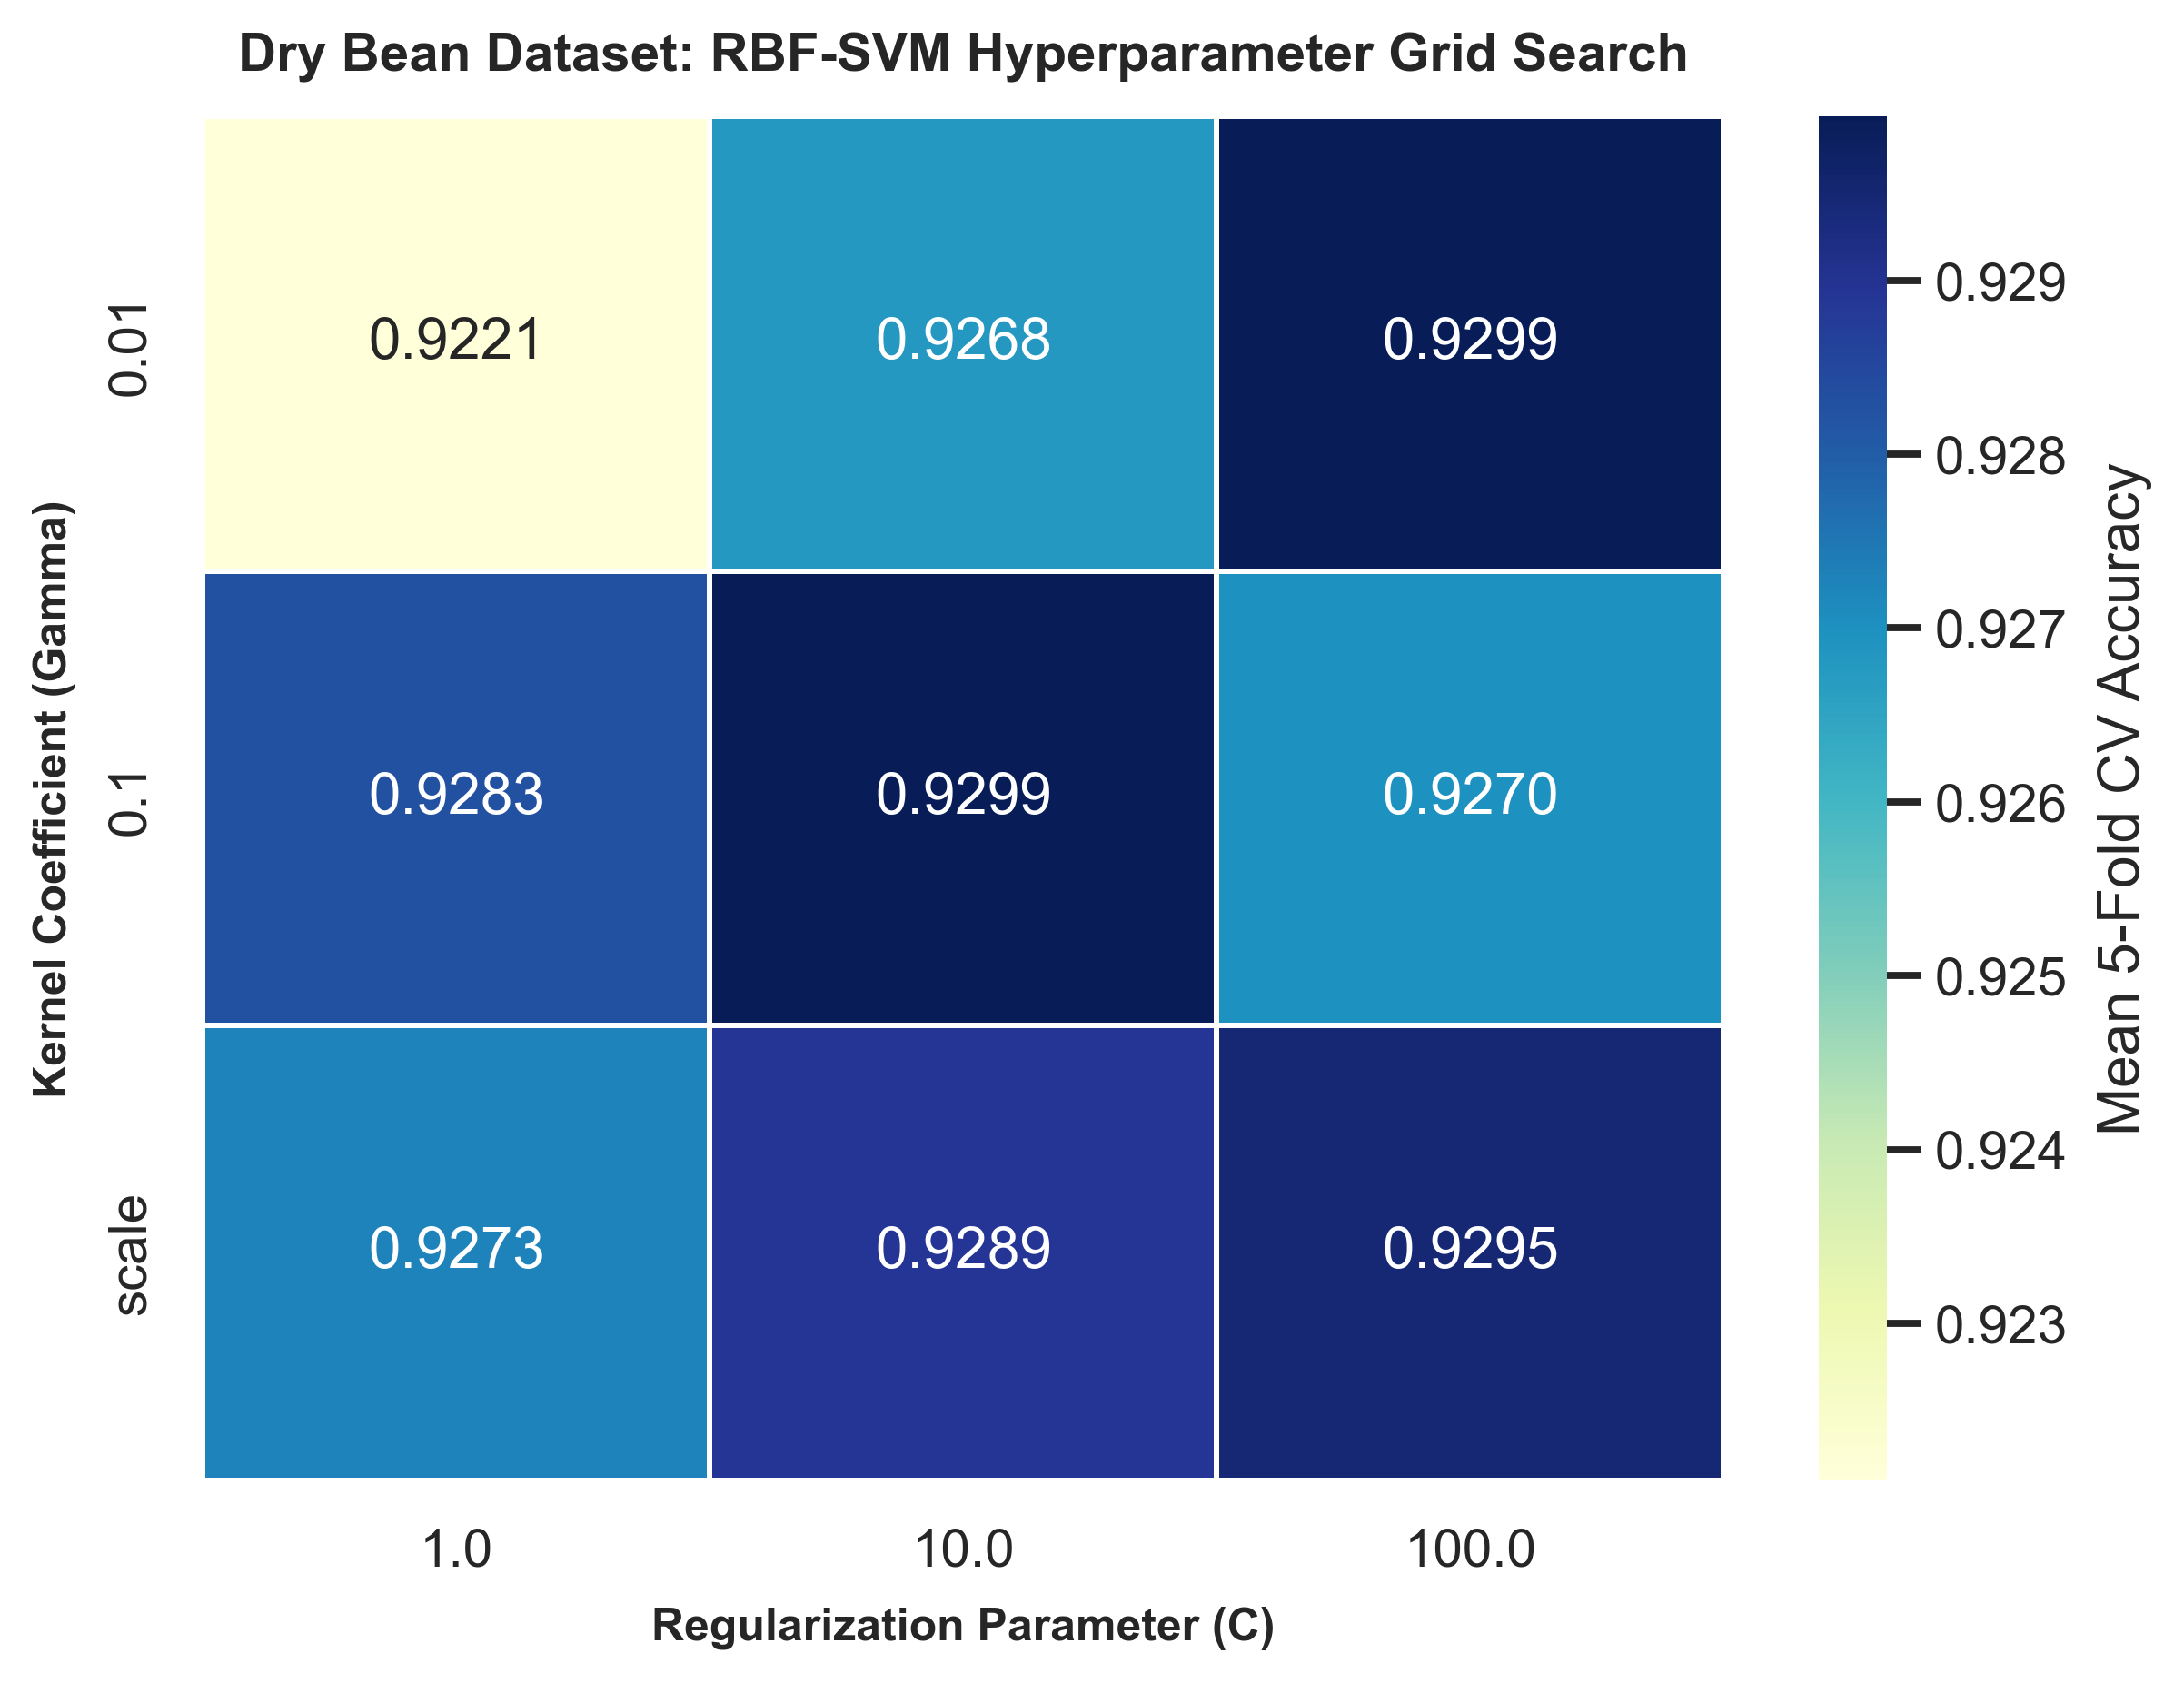 Dry Bean Dataset: RBF-SVM Hyperparameter Grid Search
Kernel Coefficient (Gamma)
0.01
0.9221 0.9268 0.9299
0.1
0.9283 0.9299 0.9270
scale
0.9273 0.9289 0.9295
1.0 10.0 100.0
Regularization Parameter (C)
0.929
0.928
0.927
0.926
0.925
0.924
0.923
Mean 5-Fold CV Accuracy